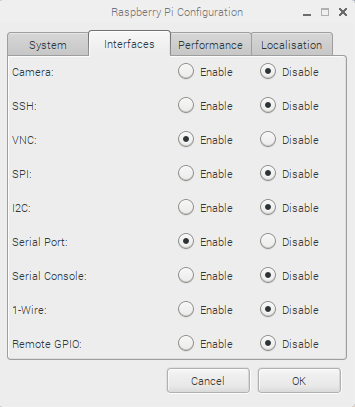 Raspberry Pi Configuration
System Interfaces Performance Localisation
Camera: Enable Disable
SSH: Enable Disable
VNC: Enable Disable
SPI: Enable Disable
I2C: Enable Disable
Serial Port: Enable Disable
Serial Console: Enable Disable
1-Wire: Enable Disable
Remote GPIO: Enable Disable
Cancel OK